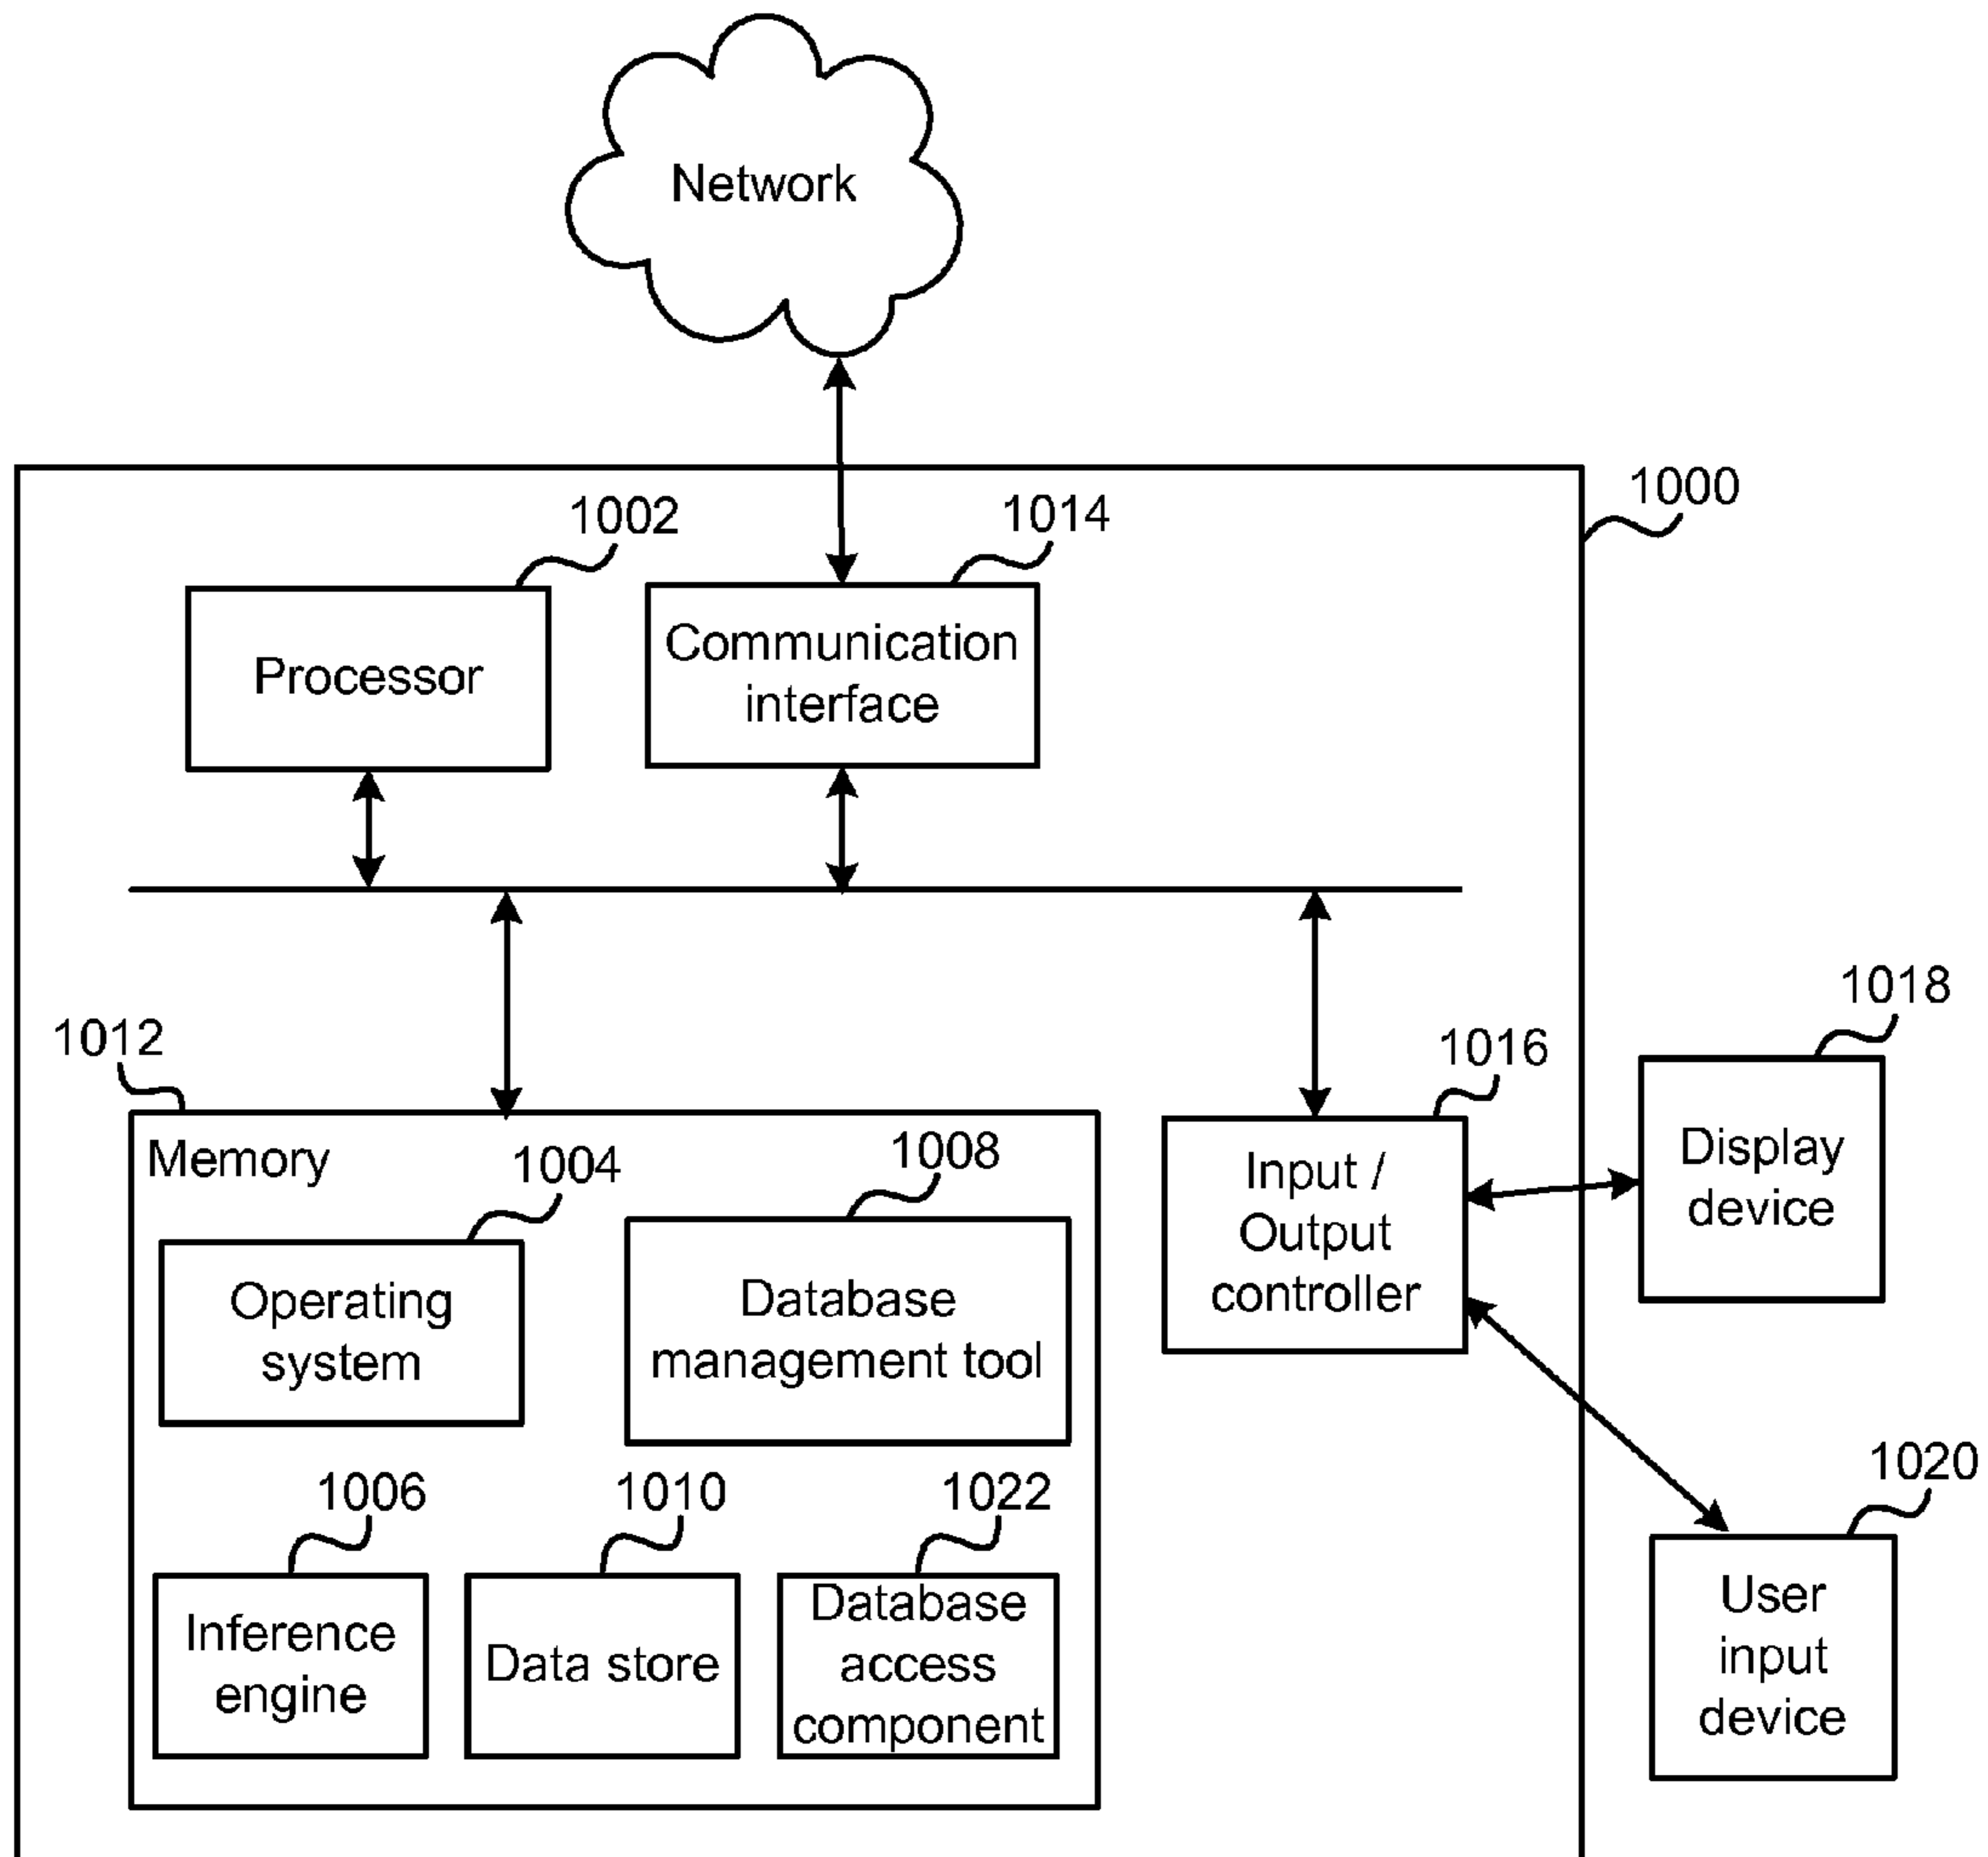 Network
1000
1002
1014
Processor
Communication
interface
1018
1012
1016
Memory
1004
1008
Input /
Output
controller
Display
device
Operating
system
Database
management tool
1020
1006
1010
1022
Inference
engine
Data store
Database
access
component
User
input
device